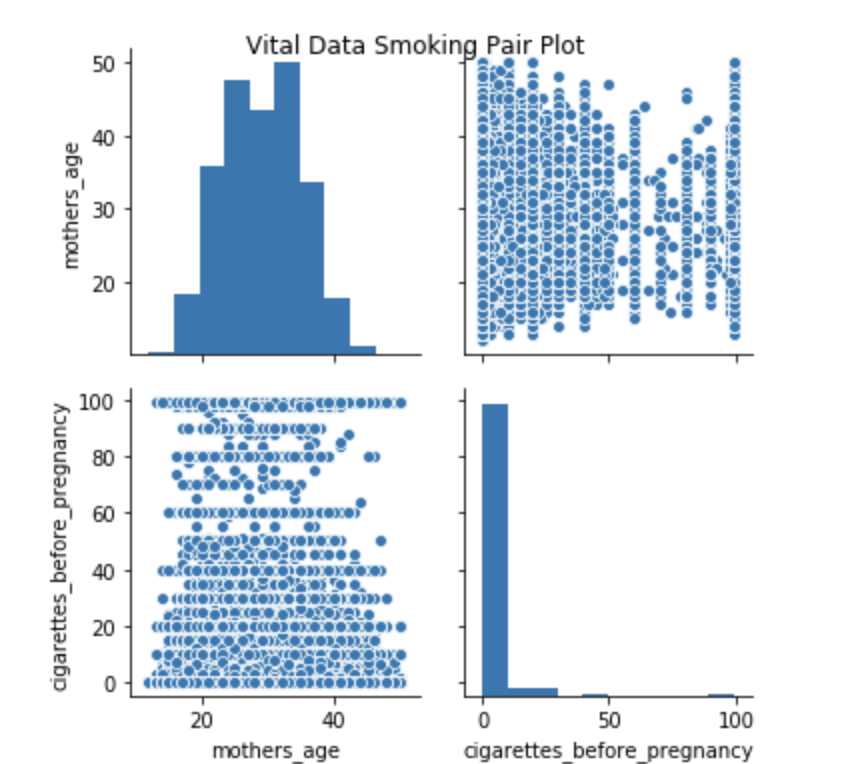 Vital Data Smoking Pair Plot
mothers_age
50
40
30
20
cigarettes_before_pregnancy
100
80
60
40
20
0
20 40
mothers_age
0 50 100
cigarettes_before_pregnancy